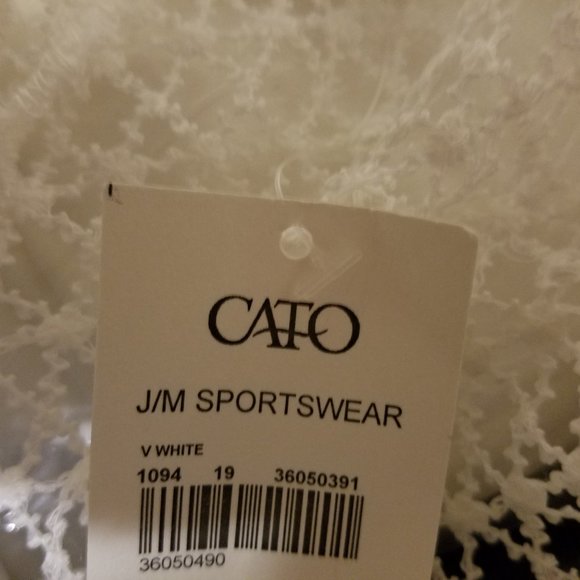 CATO
J/M SPORTSWEAR
V WHITE
1094 19 36050391
36050490